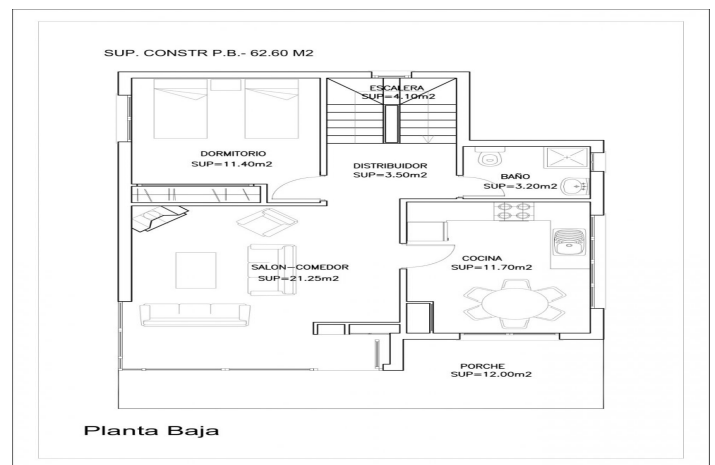 SUP. CONSTR P.B.- 62.60 M2
ESCALERA
SUP=4.10m2
DORMITORIO
SUP=11.40m2
DISTRIBUIDOR
SUP=3.50m2
BAÑO
SUP=3.20m2
SALON-COMEDOR
SUP=21.25m2
COCINA
SUP=11.70m2
PORCHE
SUP=12.00m2
Planta Baja